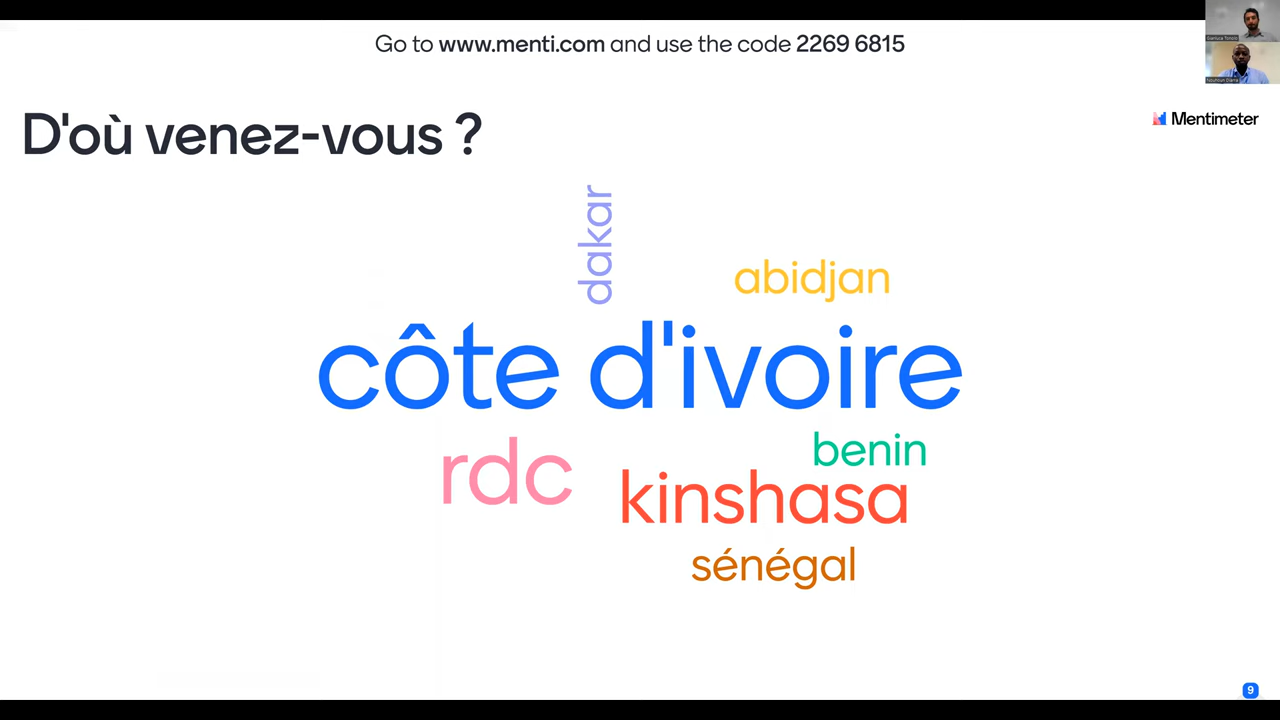 Go to www.menti.com and use the code 2269 6815
D'où venez-vous ?
Mentimeter
dakar
abidjan
côte d'ivoire
rdc
benin
kinshasa
sénégal
9